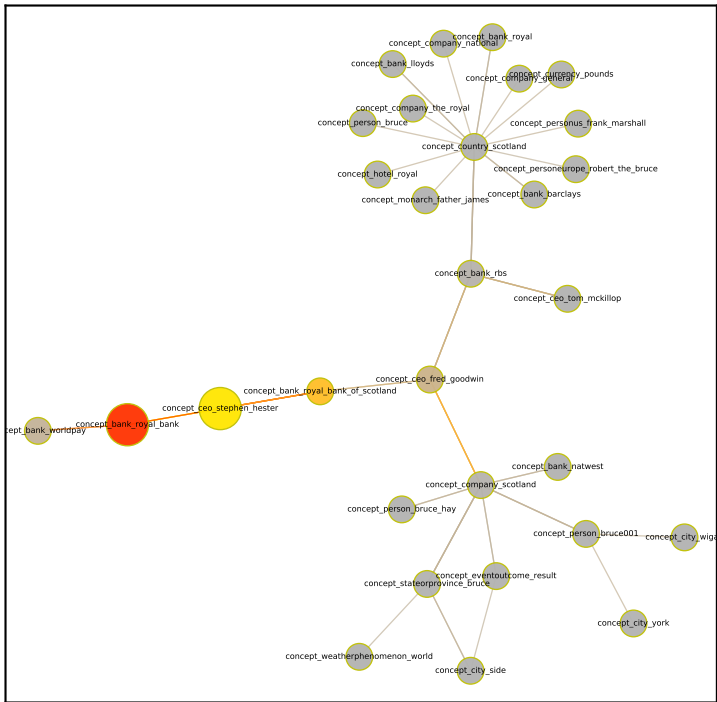 concept_bank_royal
concept_company_national
concept_bank_lloyds
concept_company_general
concept_currency_pounds
concept_company_the_royal
concept_person_bruce
concept_personus_frank_marshall
concept_country_scotland
concept_personeurope_robert_the_bruce
concept_hotel_royal
concept_bank_barclays
concept_monarch_father_james
concept_bank_rbs
concept_ceo_tom_mckillop
concept_ceo_fred_goodwin
concept_bank_royal_bank_of_scotland
concept_ceo_stephen_hester
concept_bank_royal_bank
cept_bank_worldpay
concept_bank_natwest
concept_company_scotland
concept_person_bruce_hay
concept_person_bruce001
concept_city_wiga
concept_eventoutcome_result
concept_stateorprovince_bruce
concept_city_york
concept_weatherphenomenon_world
concept_city_side